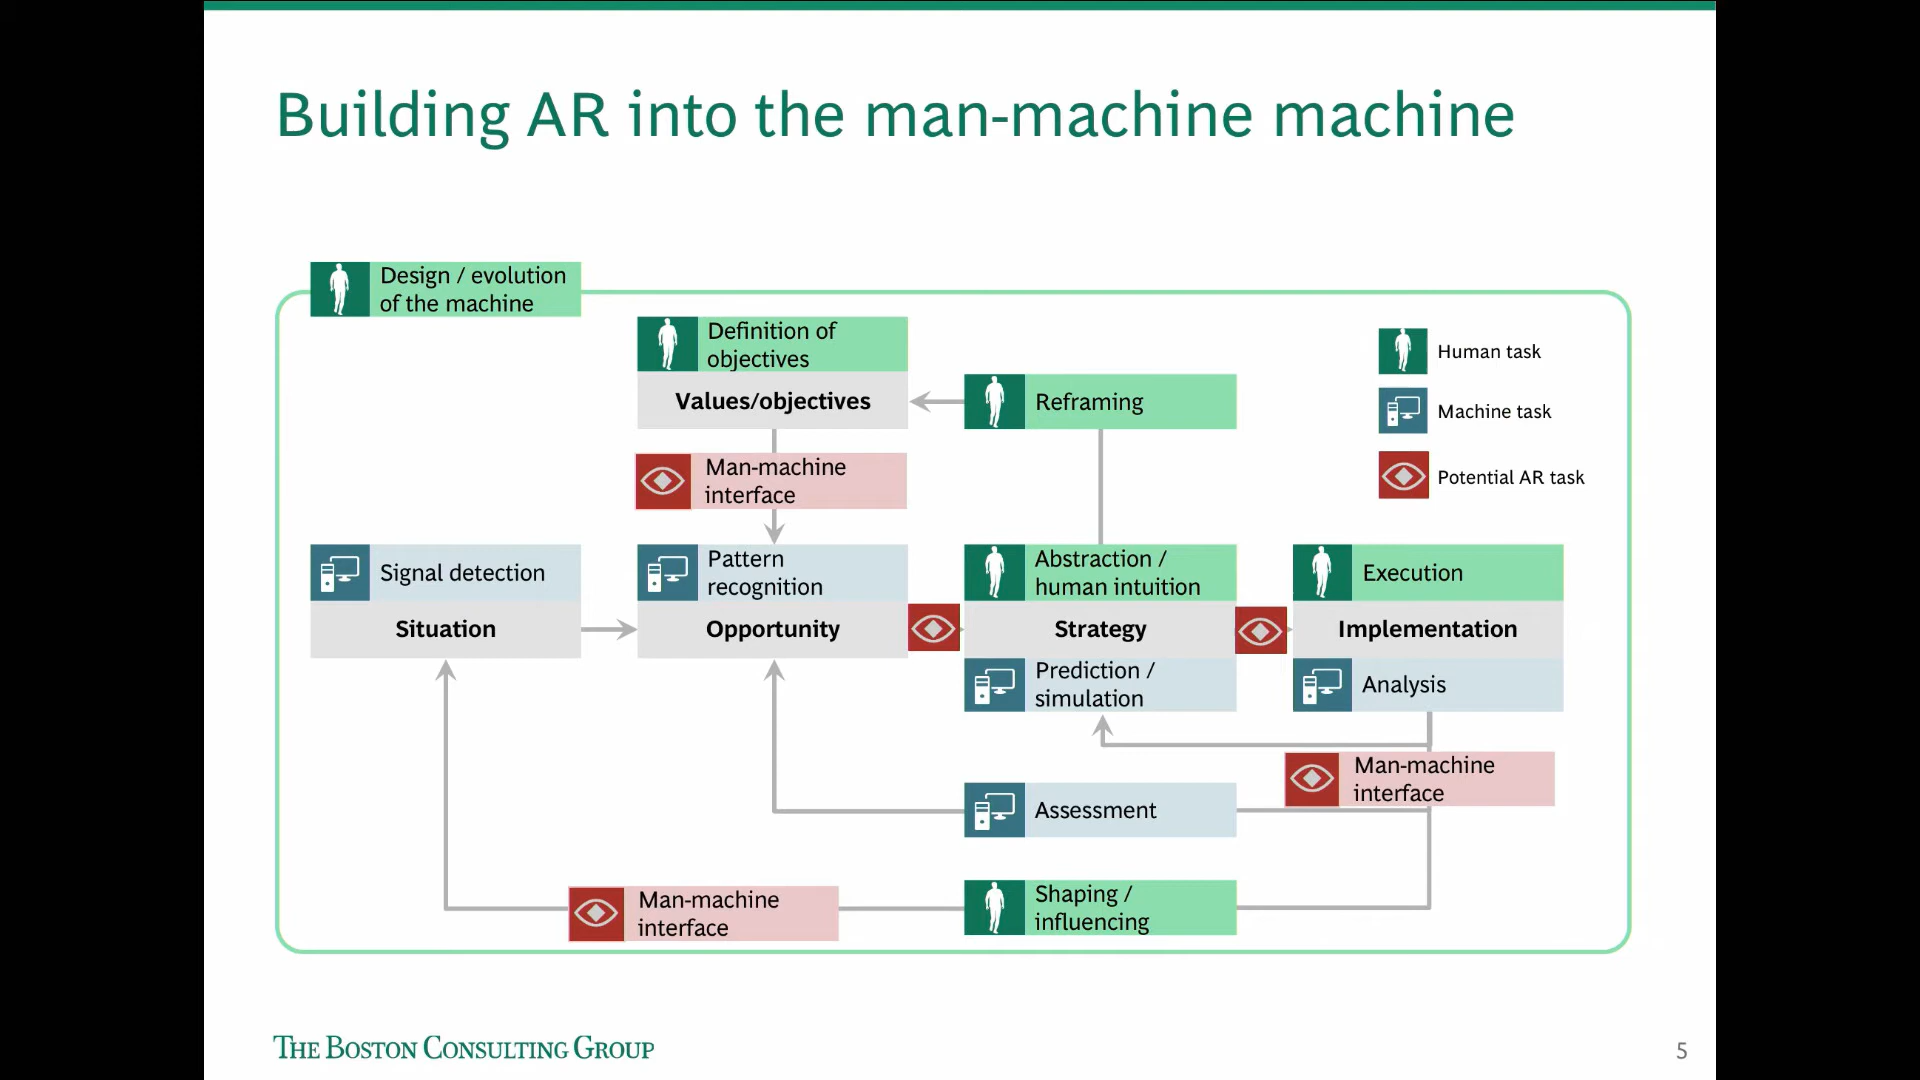 Building AR into the man-machine machine
Design / evolution
of the machine
Definition of
objectives
Values/objectives
Reframing
Human task
Machine task
Potential AR task
Man-machine
interface
Signal detection
Situation
Pattern
recognition
Opportunity
Abstraction /
human intuition
Strategy
Prediction /
simulation
Execution
Implementation
Analysis
Man-machine
interface
Assessment
Man-machine
interface
Shaping /
influencing
THE BOSTON CONSULTING GROUP
5